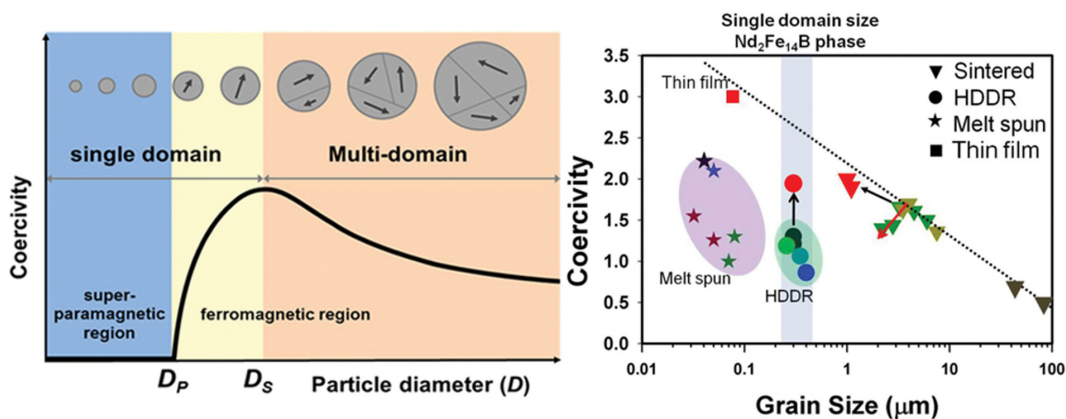 single domain
Multi-domain
super-
paramagnetic
region
ferromagnetic region
Coercivity
D_P
D_S
Particle diameter (D)
Single domain size
Nd₂Fe₁₄B phase
3.5
3.0
2.5
2.0
1.5
1.0
0.5
0.0
Coercivity
Thin film
Melt spun
HDDR
Sintered
HDDR
Melt spun
Thin film
0.01
0.1
1
10
100
Grain Size (μm)